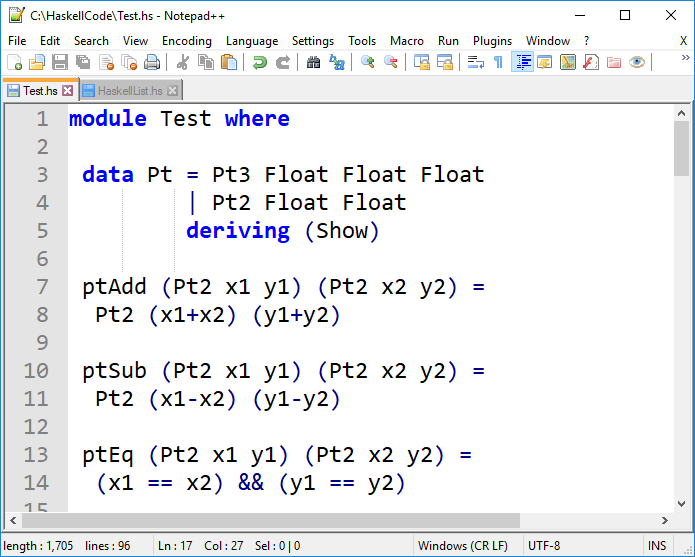 C:\HaskellCode\Test.hs - Notepad++
File Edit Search View Encoding Language Settings Tools Macro Run Plugins Window ? X
Test.hs HaskellList.hs
1 module Test where
2
3 data Pt = Pt3 Float Float Float
4 | Pt2 Float Float
5 deriving (Show)
6
7 ptAdd (Pt2 x1 y1) (Pt2 x2 y2) =
8 Pt2 (x1+x2) (y1+y2)
9
10 ptSub (Pt2 x1 y1) (Pt2 x2 y2) =
11 Pt2 (x1-x2) (y1-y2)
12
13 ptEq (Pt2 x1 y1) (Pt2 x2 y2) =
14 (x1 == x2) && (y1 == y2)
15
length : 1,705 lines : 96 Ln : 17 Col : 27 Sel : 0 | 0 Windows (CR LF) UTF-8 INS